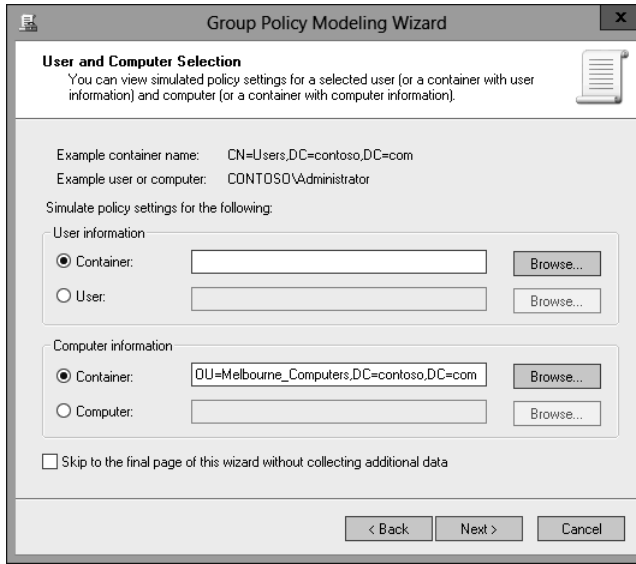 Group Policy Modeling Wizard
x
User and Computer Selection
You can view simulated policy settings for a selected user (or a container with user
information) and computer (or a container with computer information).
Example container name: CN=Users,DC=contoso,DC=com
Example user or computer: CONTOSO\Administrator
Simulate policy settings for the following:
User information
Container: Browse...
User: Browse...
Computer information
Container: OU=Melbourne_Computers,DC=contoso,DC=com Browse...
Computer: Browse...
Skip to the final page of this wizard without collecting additional data
< Back Next > Cancel